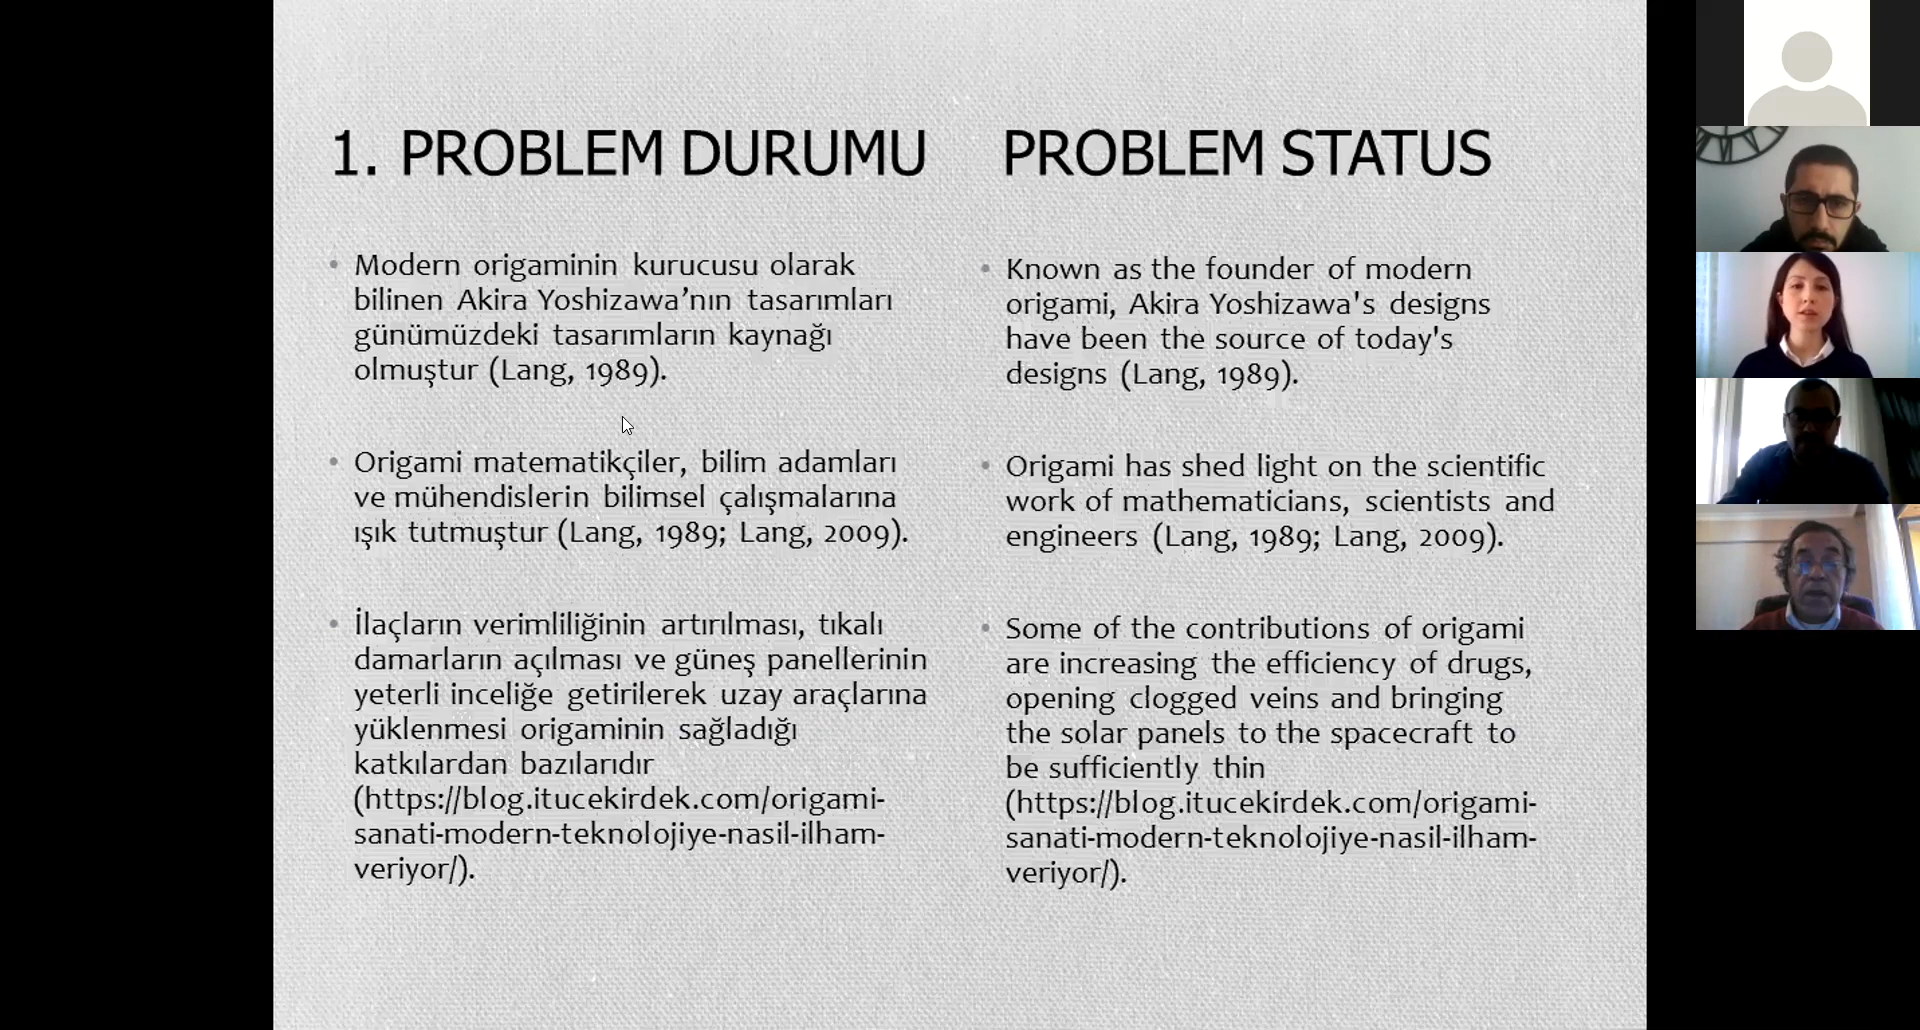 1. PROBLEM DURUMU
• Modern origaminin kurucusu olarak
bilinen Akira Yoshizawa’nın tasarımları
günümüzdeki tasarımların kaynağı
olmuştur (Lang, 1989).
• Origami matematikçiler, bilim adamları
ve mühendislerin bilimsel çalışmalarına
ışık tutmuştur (Lang, 1989; Lang, 2009).
• İlaçların verimliliğinin artırılması, tıkalı
damarların açılması ve güneş panellerinin
yeterli inceliğe getirilerek uzay araçlarına
yüklenmesi origaminin sağladığı
katkılardan bazılarıdır
(https://blog.itucekirdek.com/origami-
sanati-modern-teknolojiye-nasil-ilham-
veriyor/).
PROBLEM STATUS
• Known as the founder of modern
origami, Akira Yoshizawa's designs
have been the source of today's
designs (Lang, 1989).
• Origami has shed light on the scientific
work of mathematicians, scientists and
engineers (Lang, 1989; Lang, 2009).
• Some of the contributions of origami
are increasing the efficiency of drugs,
opening clogged veins and bringing
the solar panels to the spacecraft to
be sufficiently thin
(https://blog.itucekirdek.com/origami-
sanati-modern-teknolojiye-nasil-ilham-
veriyor/).